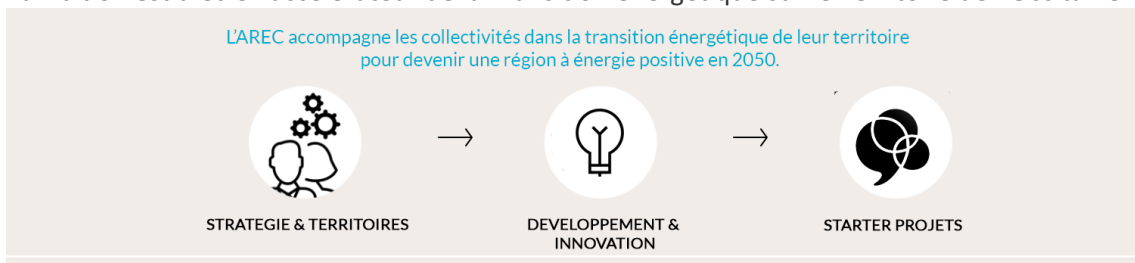 L'AREC accompagne les collectivités dans la transition énergétique de leur territoire
pour devenir une région à énergie positive en 2050.
STRATEGIE & TERRITOIRES
DEVELOPPEMENT &
INNOVATION
STARTER PROJETS